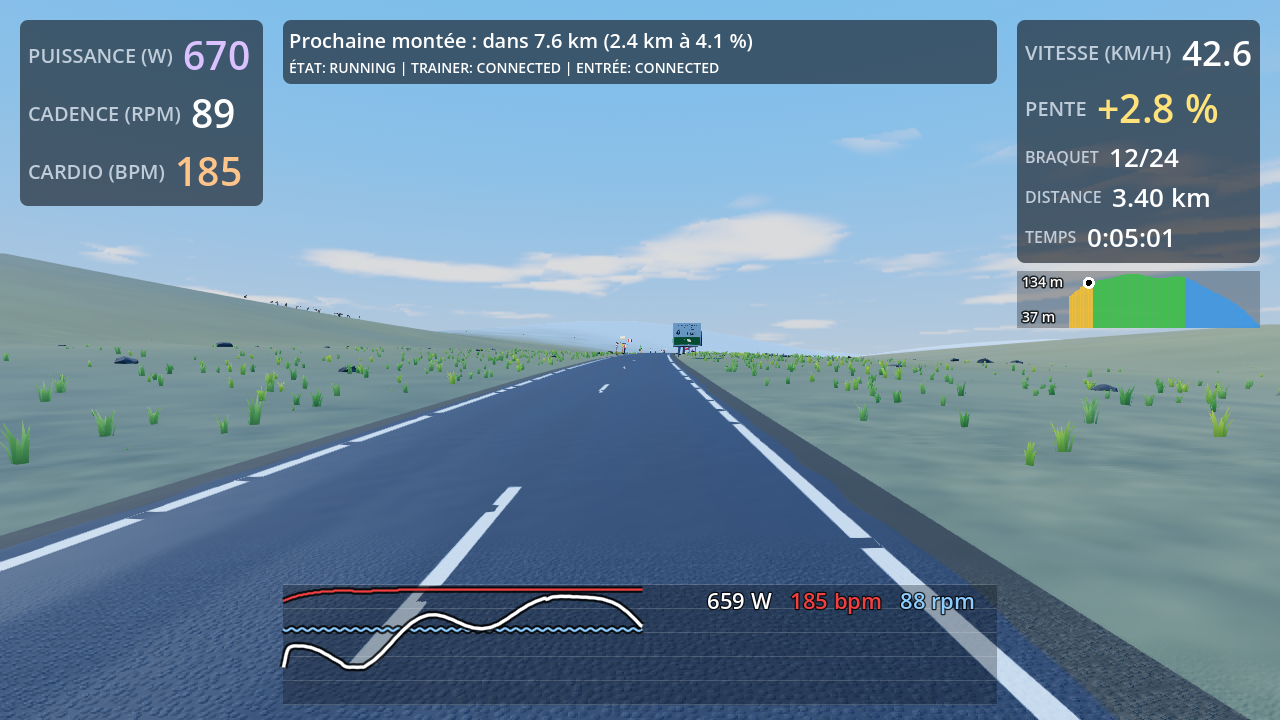 PUISSANCE (W) 670
CADENCE (RPM) 89
CARDIO (BPM) 185
Prochaine montée : dans 7.6 km (2.4 km à 4.1 %)
ÉTAT: RUNNING | TRAINER: CONNECTED | ENTRÉE: CONNECTED
VITESSE (KM/H) 42.6
PENTE +2.8 %
BRAQUET 12/24
DISTANCE 3.40 km
TEMPS 0:05:01
134 m
37 m
659 W 185 bpm 88 rpm